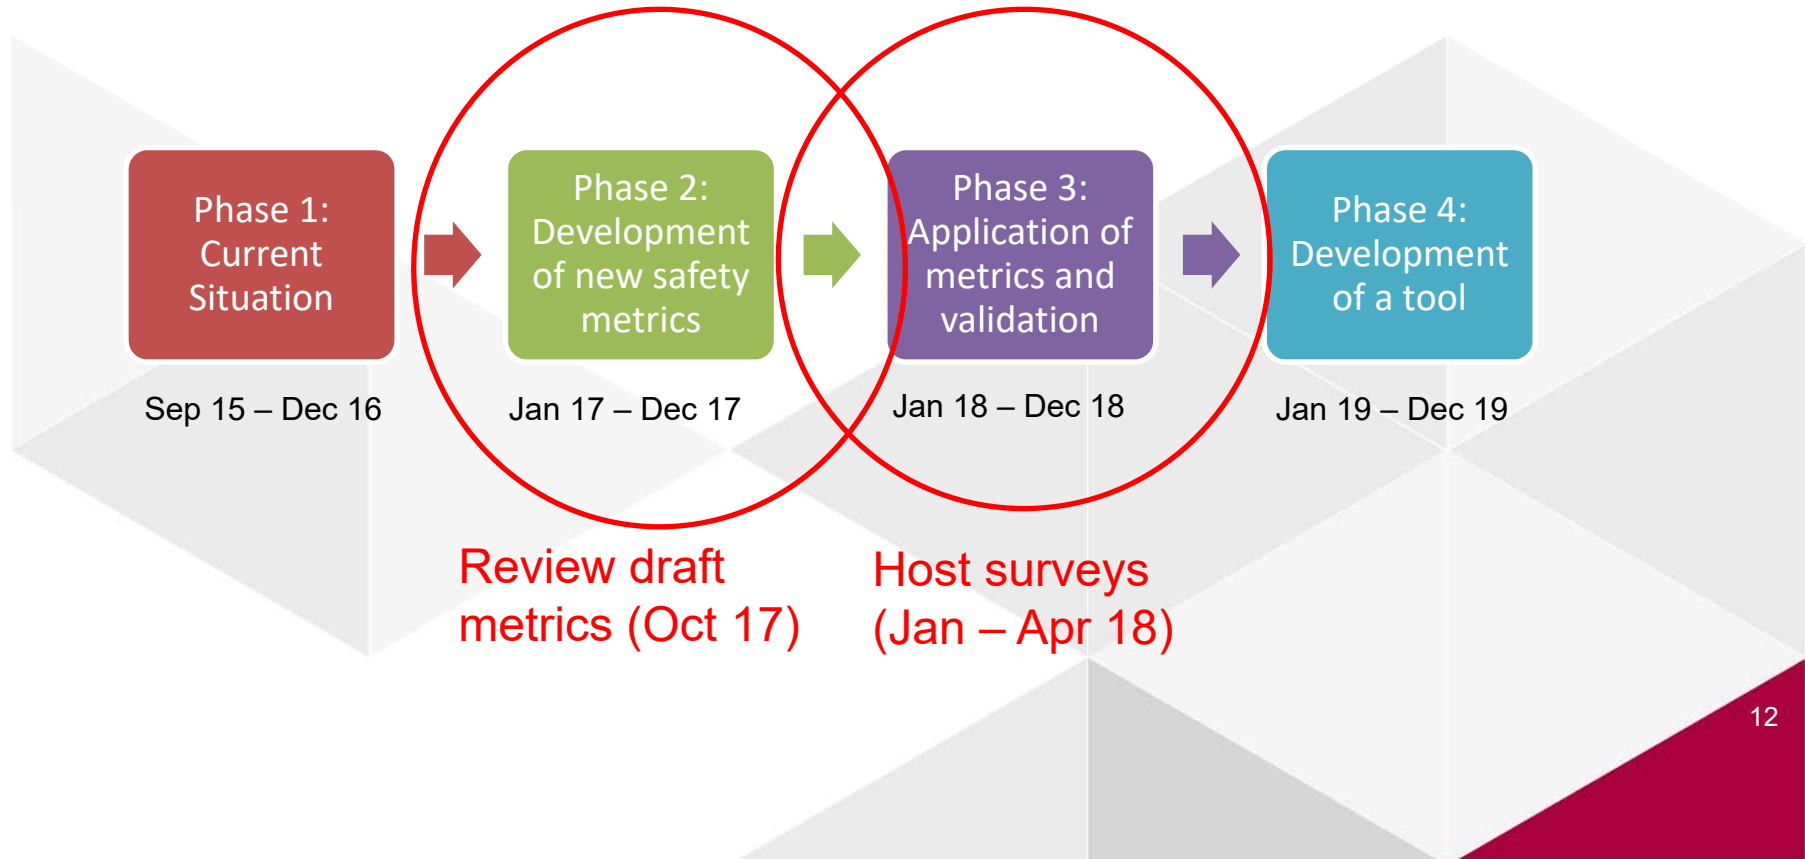 Phase 1:
Current
Situation
Phase 2:
Development
of new safety
metrics
Phase 3:
Application of
metrics and
validation
Phase 4:
Development
of a tool
Sep 15 – Dec 16
Jan 17 – Dec 17
Jan 18 – Dec 18
Jan 19 – Dec 19
Review draft
metrics (Oct 17)
Host surveys
(Jan – Apr 18)
12